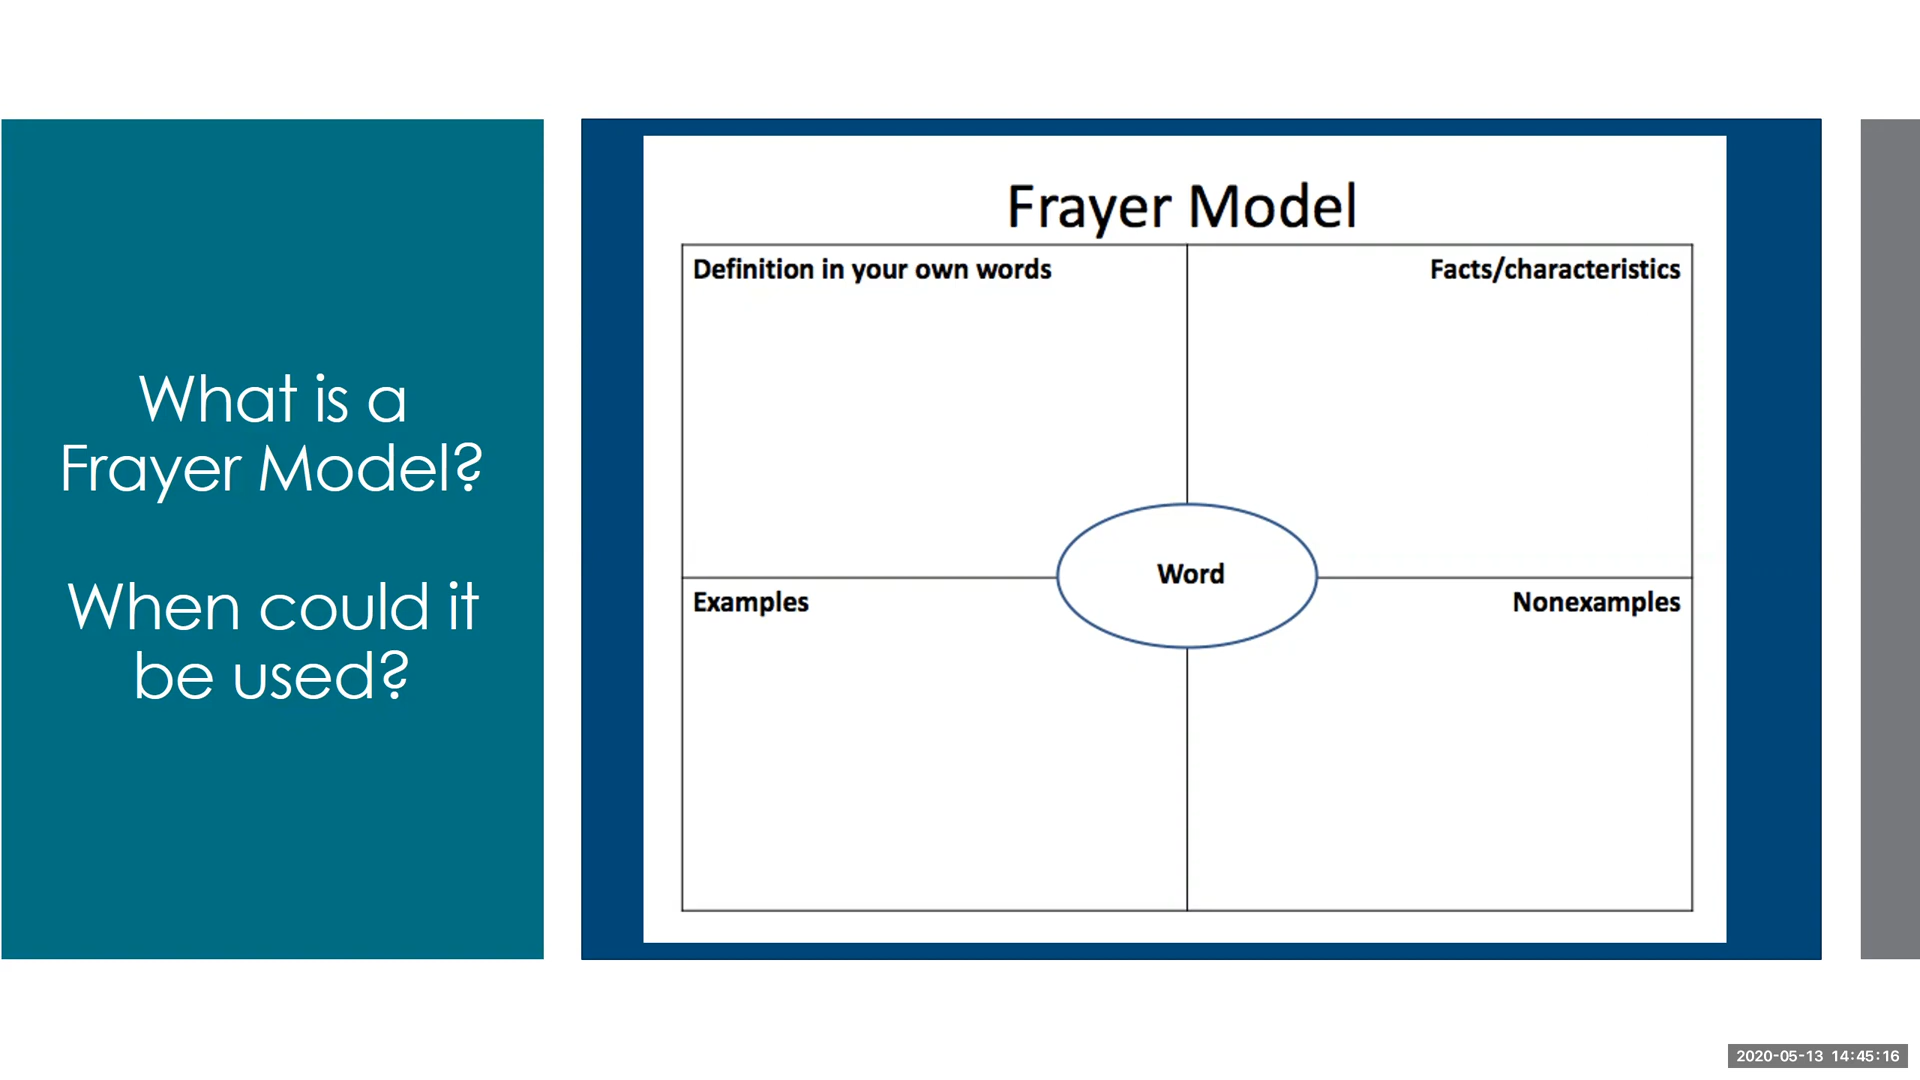 What is a
Frayer Model?
When could it
be used?
Frayer Model
Definition in your own words
Facts/characteristics
Word
Examples
Nonexamples
2020-05-13 14:45:16